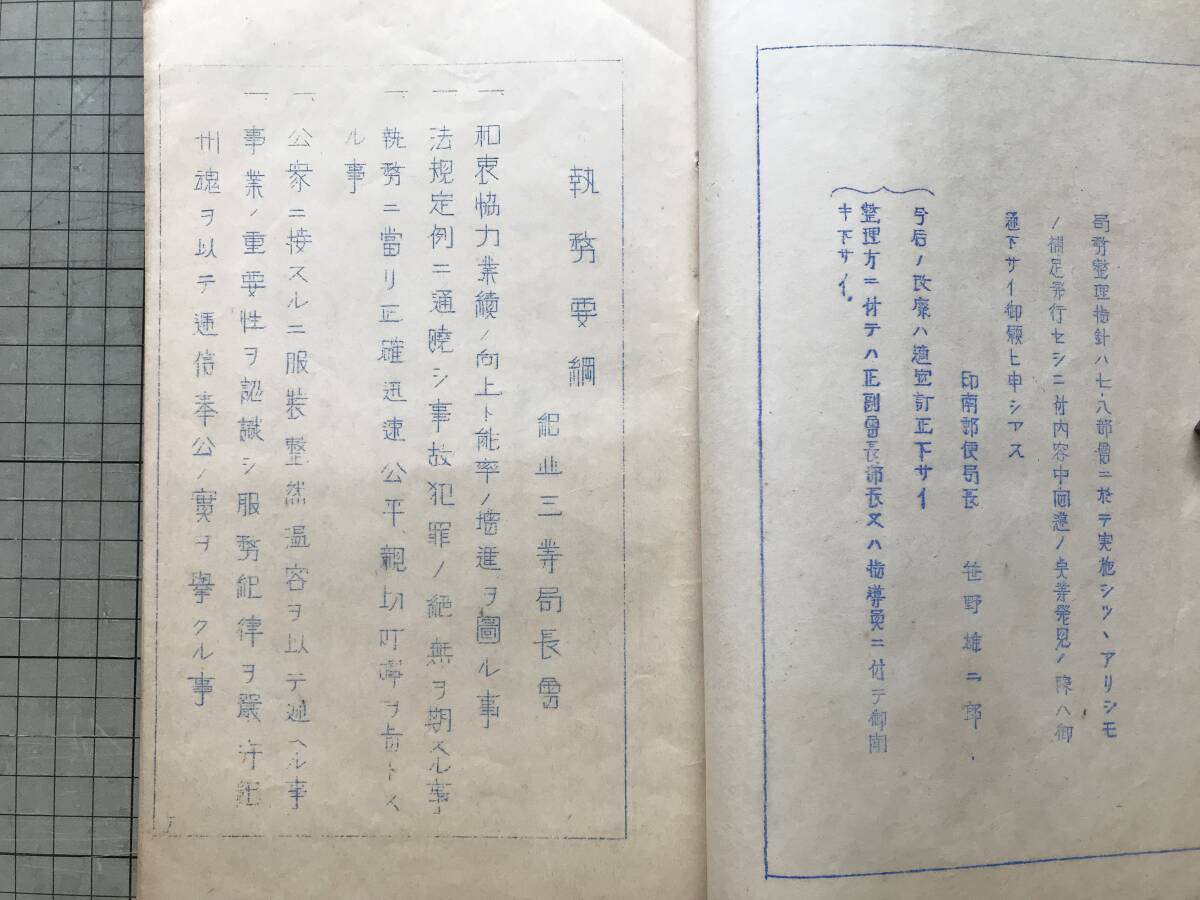 局務整理指針ハ七、八部會ニ於テ実施シツヽアリシモ
ノ補足発行セシニ付内容中間違ノ点等発見ノ際ハ御
通下サイ御願ヒ申シアス
印南郵便局長 笹野雄二郎
今后ノ改廃ハ適宜訂正下サイ
整理方ニ付テハ正副會長部長又ハ指導員ニ付テ御聞
キ下サイ。
執務要綱
紀北三等局長會
一 和衷協力業績ノ向上ト能率ノ増進ヲ圖ル事
一 法規定例ニ通曉シ事故犯罪ノ絕無ヲ期スル事
一 執務ニ當リ正確迅速公平、親切叮嚀ヲ旨トス
ル事
一 公衆ニ接スルニ服裝整然温容ヲ以テ迎ヘル事
一 事業ノ重要性ヲ認識シ服務紀律ヲ嚴守紀
州魂ヲ以テ逓信奉公ノ實ヲ擧クル事